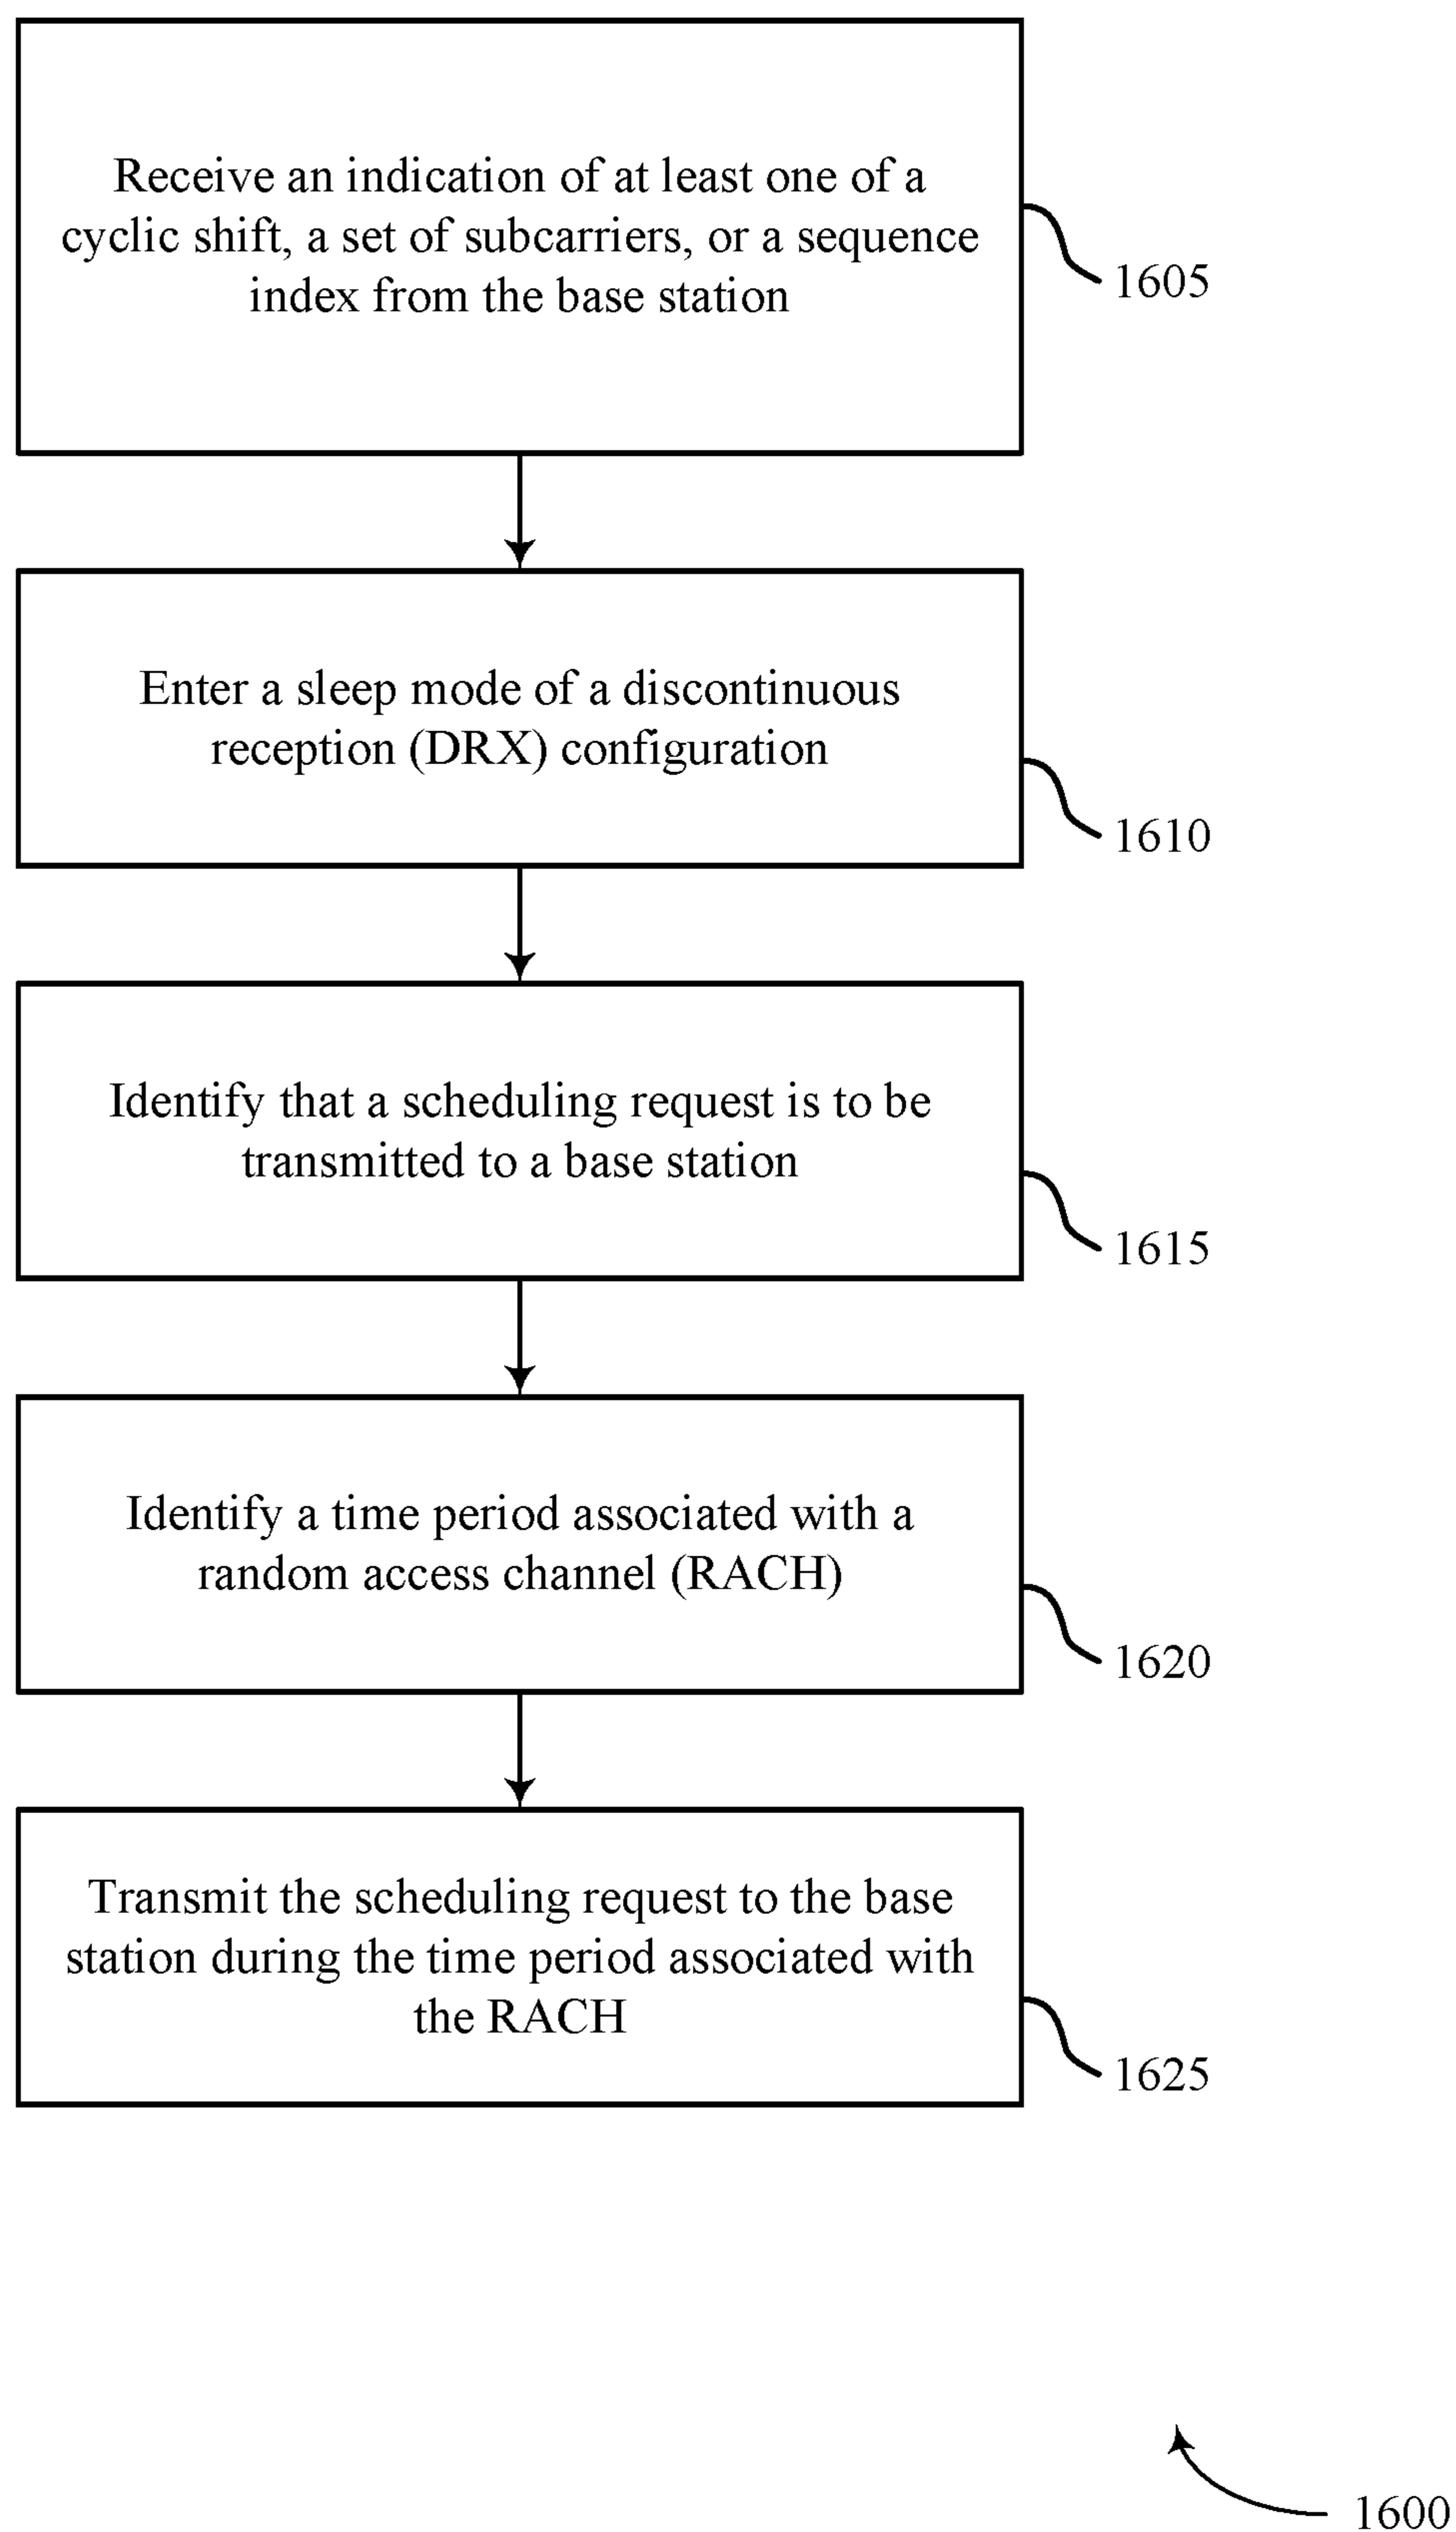 Receive an indication of at least one of a
cyclic shift, a set of subcarriers, or a sequence
index from the base station
1605
Enter a sleep mode of a discontinuous
reception (DRX) configuration
1610
Identify that a scheduling request is to be
transmitted to a base station
1615
Identify a time period associated with a
random access channel (RACH)
1620
Transmit the scheduling request to the base
station during the time period associated with
the RACH
1625
1600